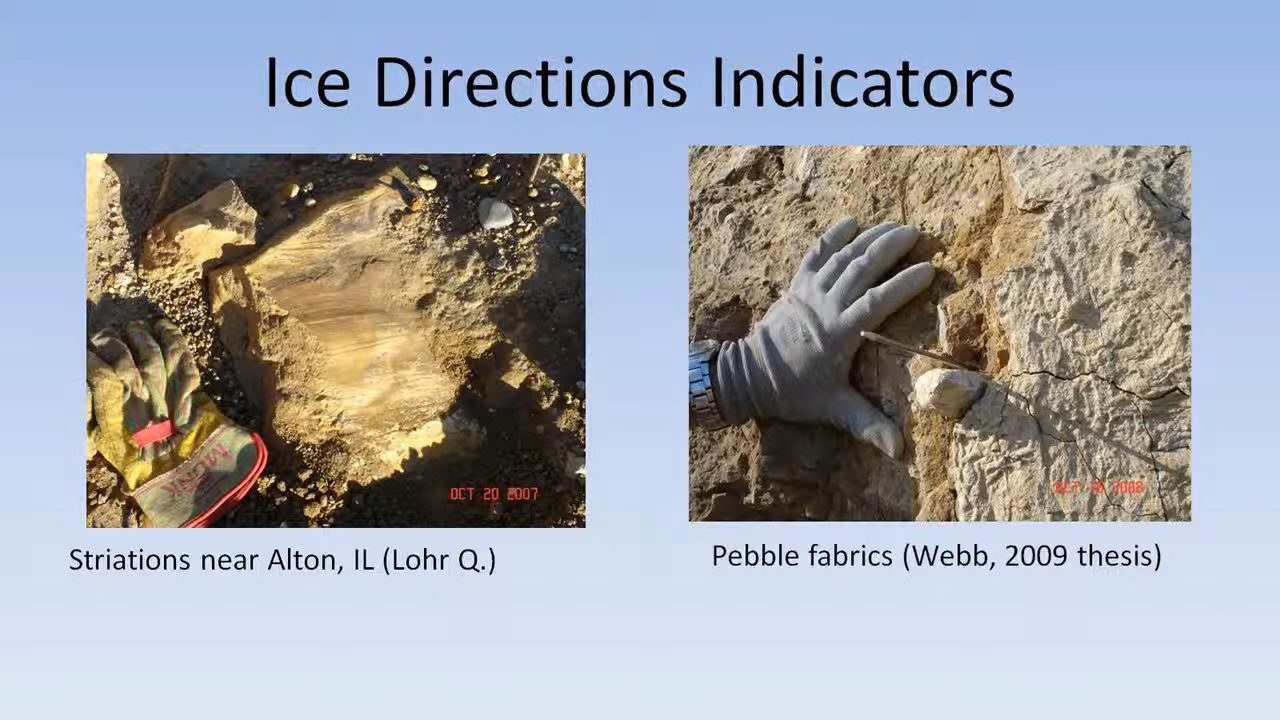 Ice Directions Indicators
OCT 20 2007
Striations near Alton, IL (Lohr Q.)
Pebble fabrics (Webb, 2009 thesis)